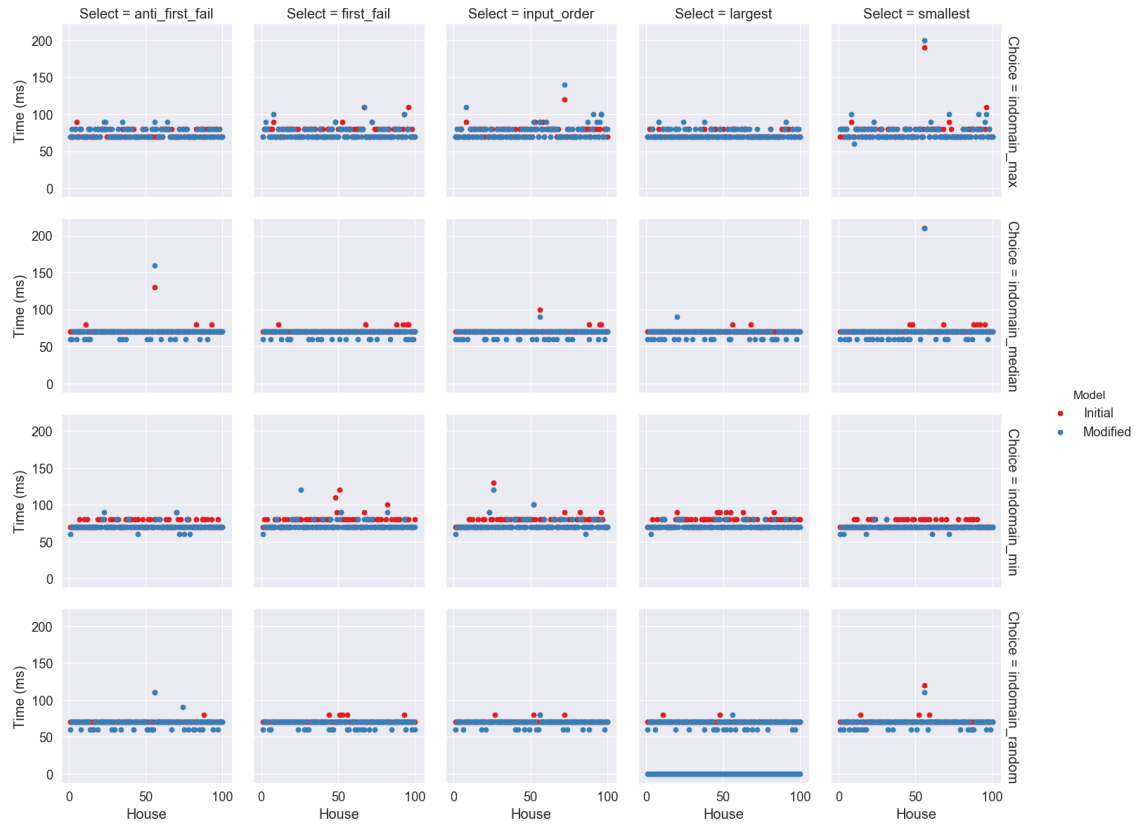 Select = anti_first_fail
Select = first_fail
Select = input_order
Select = largest
Select = smallest
200
150
100
50
0
Time (ms)
Choice = indomain_max
200
150
100
50
0
Time (ms)
Choice = indomain_median
200
150
100
50
0
Time (ms)
Choice = indomain_min
200
150
100
50
0
Time (ms)
Choice = indomain_random
0 50 100
House
0 50 100
House
0 50 100
House
0 50 100
House
0 50 100
House
Model
Initial
Modified